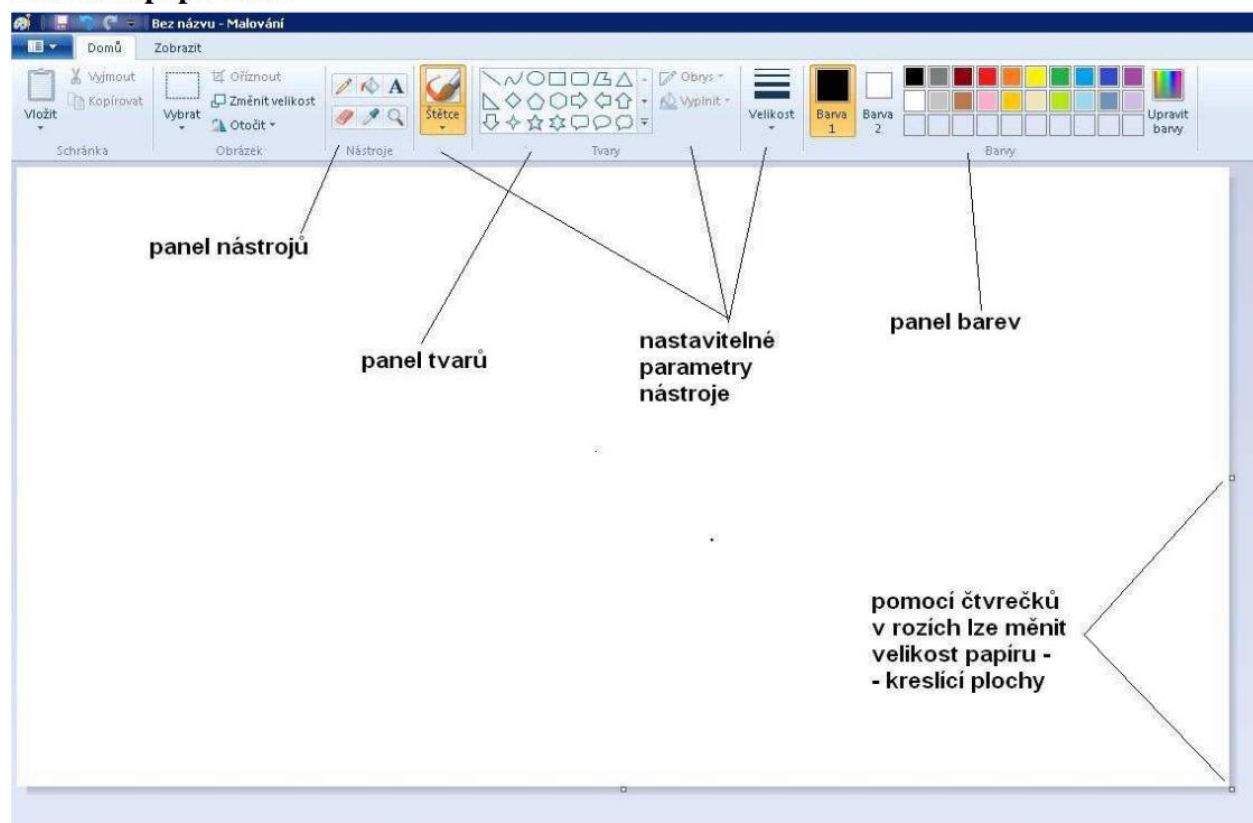 Bez názvu - Malování
Domů Zobrazit
Vyjmout
Kopírovat
Vložit
Schránka
Oříznout
Změnit velikost
Otočit
Vybrat
Obrázek
A
Nástroje
Štětce
Obrys
Vyplnit
Tvary
Velikost
Barva 1
Barva 2
Upravit barvy
Barvy
panel nástrojů
panel tvarů
nastavitelné
parametry
nástroje
panel barev
pomocí čtverečků
v rozích lze měnit
velikost papíru -
- kreslící plochy